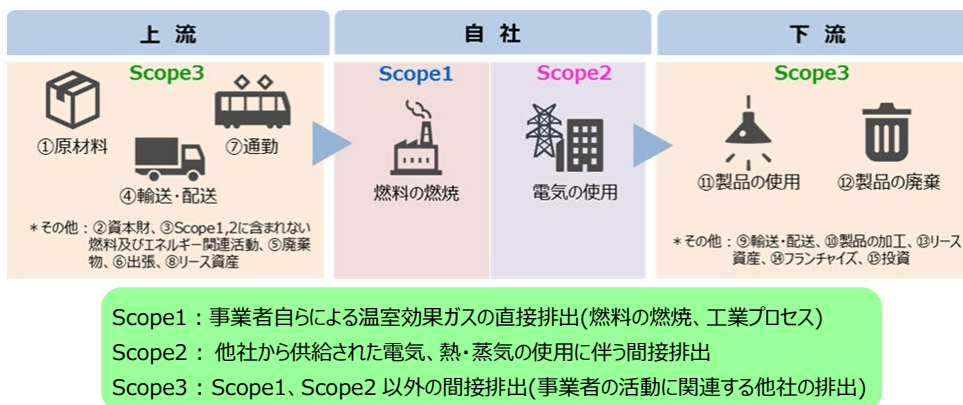 上 流
自 社
下 流
Scope3
①原材料
⑦通勤
④輸送・配送
＊その他：②資本財、③Scope1,2に含まれない
燃料及びエネルギー関連活動、⑤廃棄
物、⑥出張、⑧リース資産
Scope1
燃料の燃焼
Scope2
電気の使用
Scope3
⑪製品の使用
⑫製品の廃棄
＊その他：⑨輸送・配送、⑩製品の加工、⑬リース
資産、⑭フランチャイズ、⑮投資
Scope1：事業者自らによる温室効果ガスの直接排出(燃料の燃焼、工業プロセス)
Scope2： 他社から供給された電気、熱・蒸気の使用に伴う間接排出
Scope3：Scope1、Scope2 以外の間接排出(事業者の活動に関連する他社の排出)